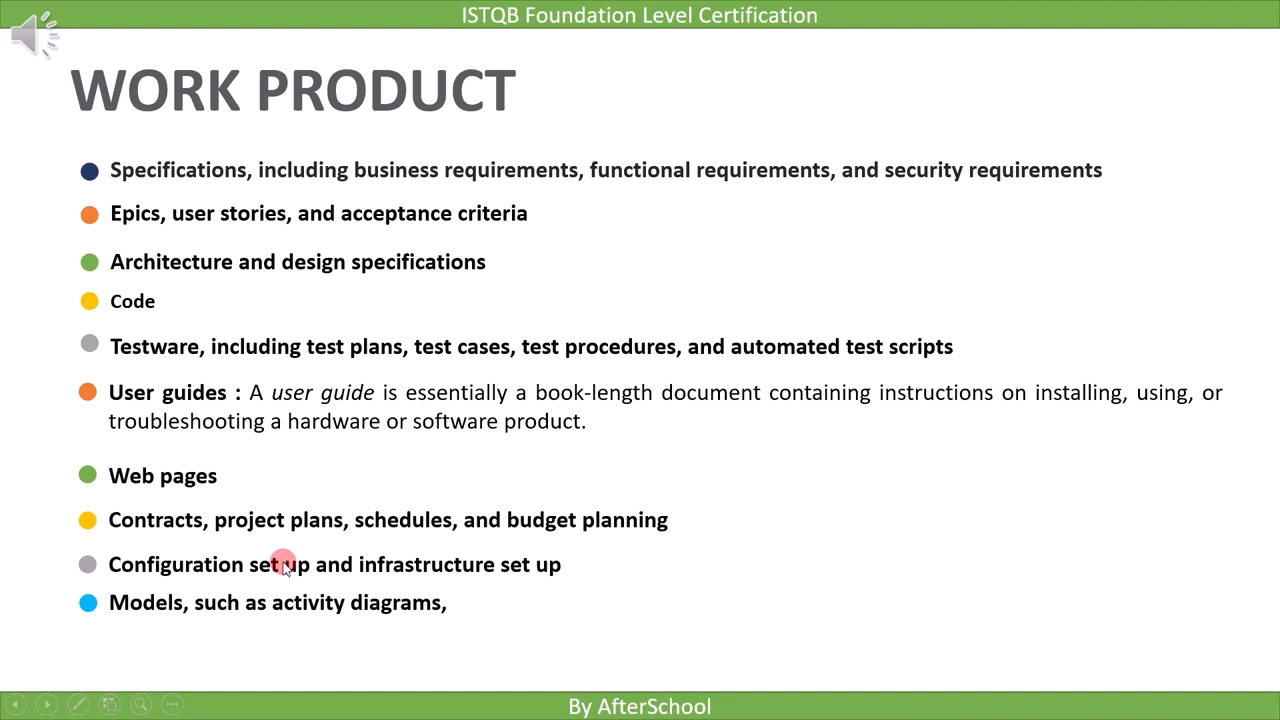 ISTQB Foundation Level Certification
WORK PRODUCT
Specifications, including business requirements, functional requirements, and security requirements
Epics, user stories, and acceptance criteria
Architecture and design specifications
Code
Testware, including test plans, test cases, test procedures, and automated test scripts
User guides : A user guide is essentially a book-length document containing instructions on installing, using, or
troubleshooting a hardware or software product.
Web pages
Contracts, project plans, schedules, and budget planning
Configuration set up and infrastructure set up
Models, such as activity diagrams,
By AfterSchool